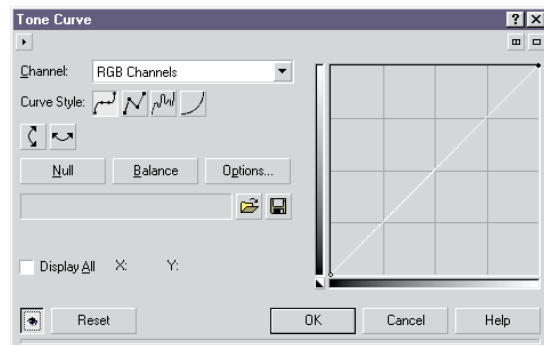 Tone Curve
Channel: RGB Channels
Curve Style:
Null Balance Options...
Display All X: Y:
Reset OK Cancel Help